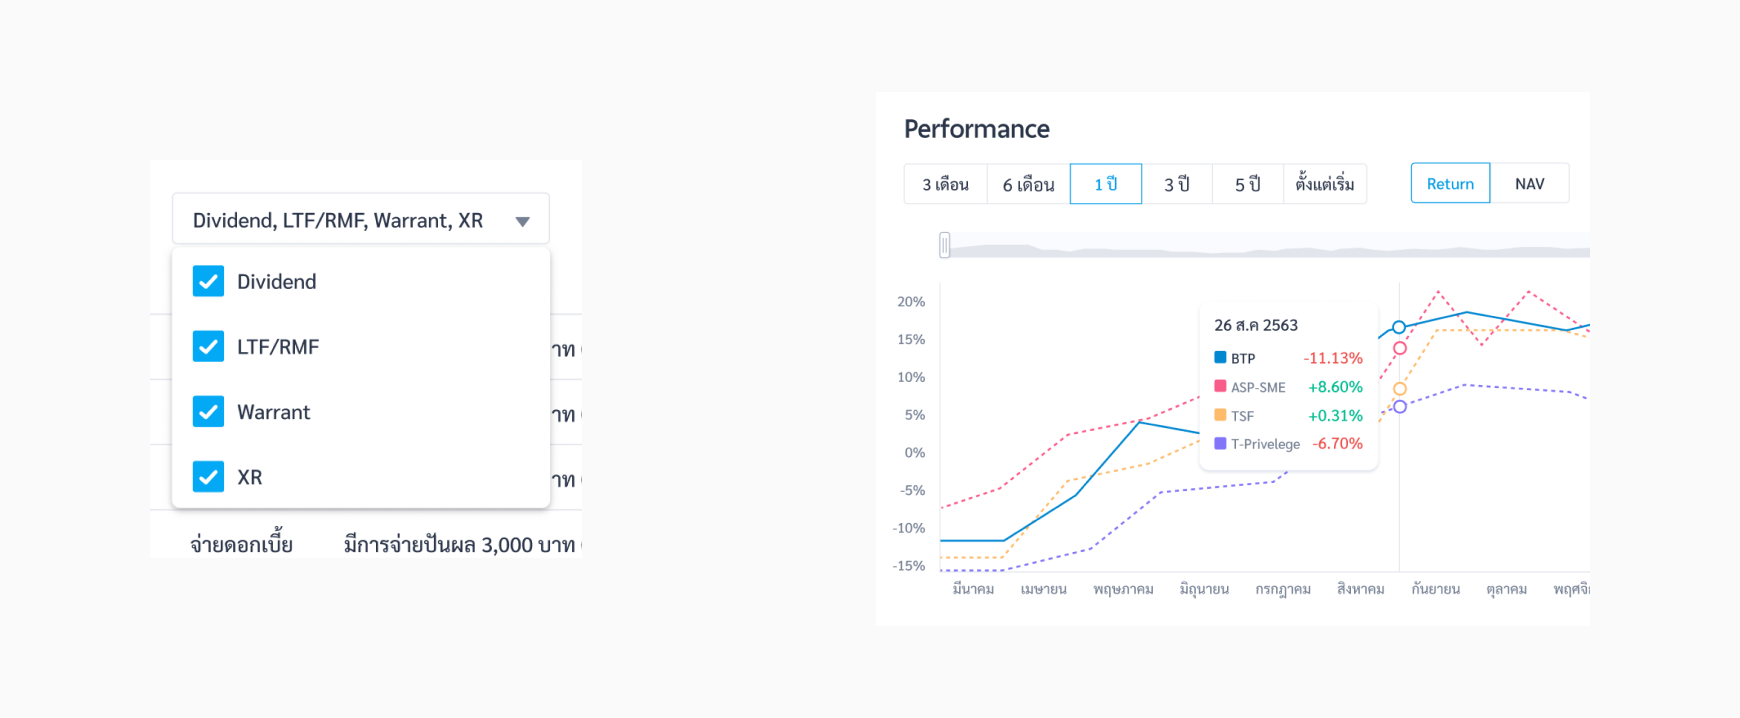 Dividend, LTF/RMF, Warrant, XR
Dividend
LTF/RMF
Warrant
XR
าท
าท
าท
จ่ายดอกเบี้ย มีการจ่ายปันผล 3,000 บาท
Performance
3 เดือน 6 เดือน 1 ปี 3 ปี 5 ปี ตั้งแต่เริ่ม Return NAV
20%
15%
10%
5%
0%
-5%
-10%
-15%
26 ส.ค 2563
BTP -11.13%
ASP-SME +8.60%
TSF +0.31%
T-Privelege -6.70%
มีนาคม เมษายน พฤษภาคม มิถุนายน กรกฎาคม สิงหาคม กันยายน ตุลาคม พฤศจิ